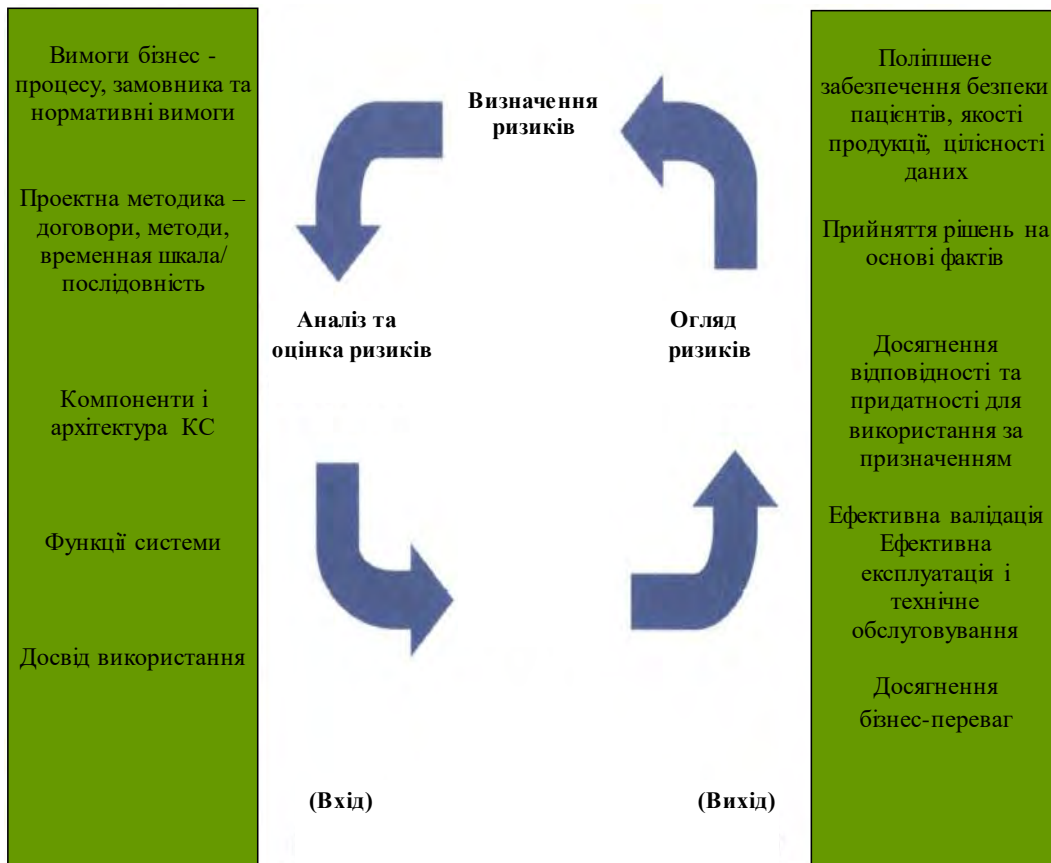 Вимоги бізнес -
процесу, замовника та
нормативні вимоги
Проектна методика –
договори, методи,
временная шкала/
послідовність
Компоненти і
архітектура КС
Функції системи
Досвід використання
Визначення
ризиків
Аналіз та
оцінка ризиків
Огляд
ризиків
(Вхід)
(Вихід)
Поліпшене
забезпечення безпеки
пацієнтів, якості
продукції, цілісності
даних
Прийняття рішень на
основі фактів
Досягнення
відповідності та
придатності для
використання за
призначенням
Ефективна валідація
Ефективна
експлуатація і
технічне
обслуговування
Досягнення
бізнес-переваг